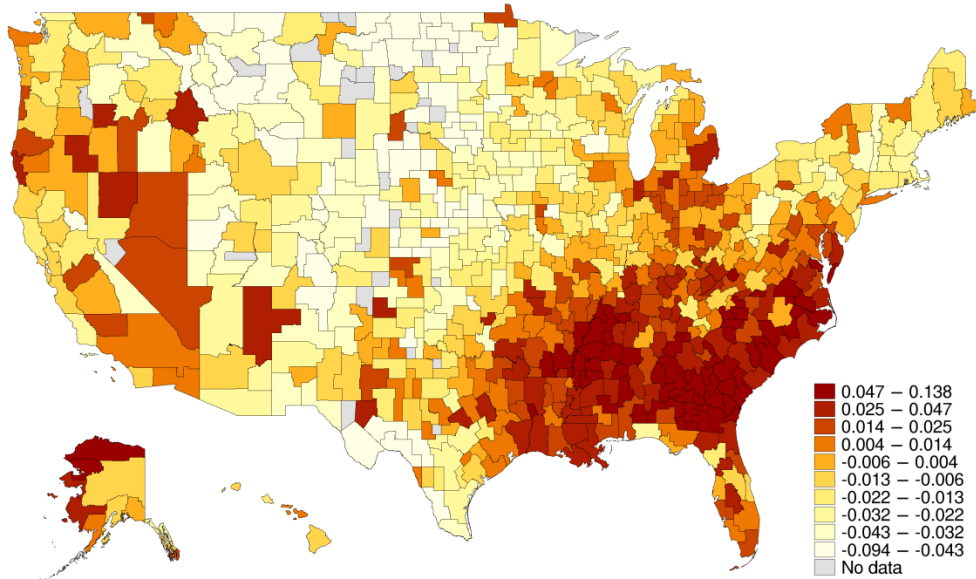 0.047 – 0.138
0.025 – 0.047
0.014 – 0.025
0.004 – 0.014
-0.006 – 0.004
-0.013 – -0.006
-0.022 – -0.013
-0.032 – -0.022
-0.043 – -0.032
-0.094 – -0.043
No data